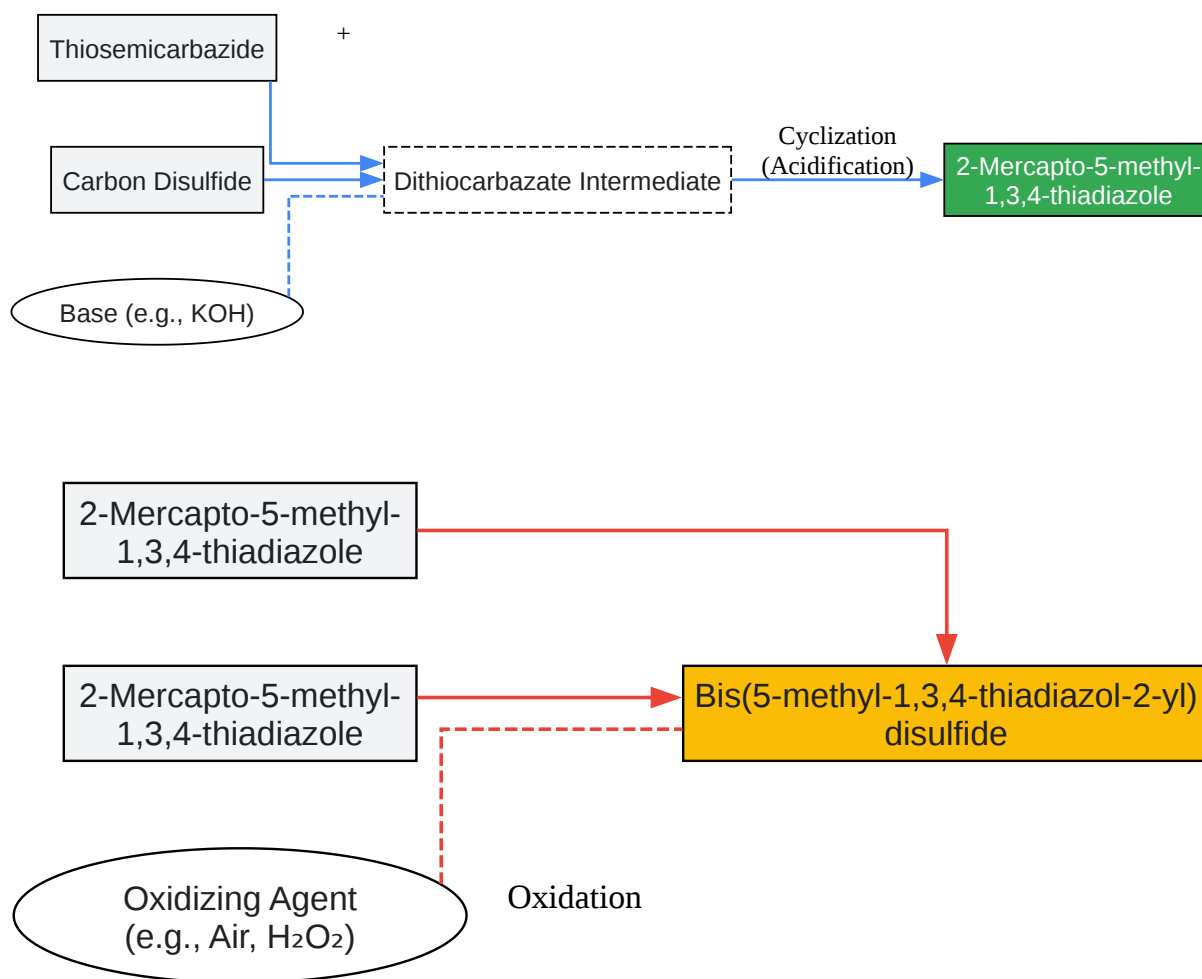 Thiosemicarbazide
+
Carbon Disulfide
Dithiocarbazate Intermediate
Cyclization
(Acidification)
2-Mercapto-5-methyl-
1,3,4-thiadiazole
Base (e.g., KOH)
2-Mercapto-5-methyl-
1,3,4-thiadiazole
2-Mercapto-5-methyl-
1,3,4-thiadiazole
Bis(5-methyl-1,3,4-thiadiazol-2-yl)
disulfide
Oxidizing Agent
(e.g., Air, H₂O₂)
Oxidation